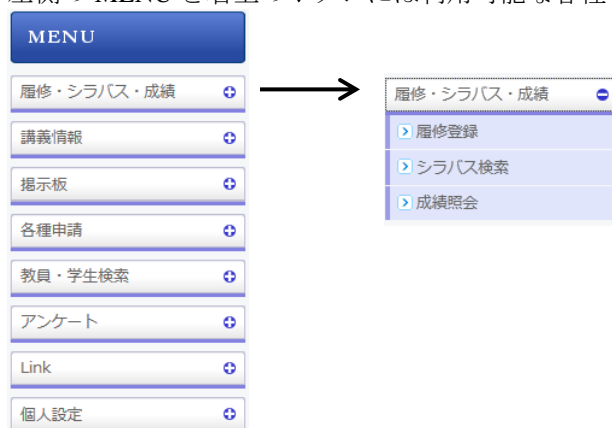 MENU
履修・シラバス・成績
講義情報
掲示板
各種申請
教員・学生検索
アンケート
Link
個人設定
履修・シラバス・成績
履修登録
シラバス検索
成績照会